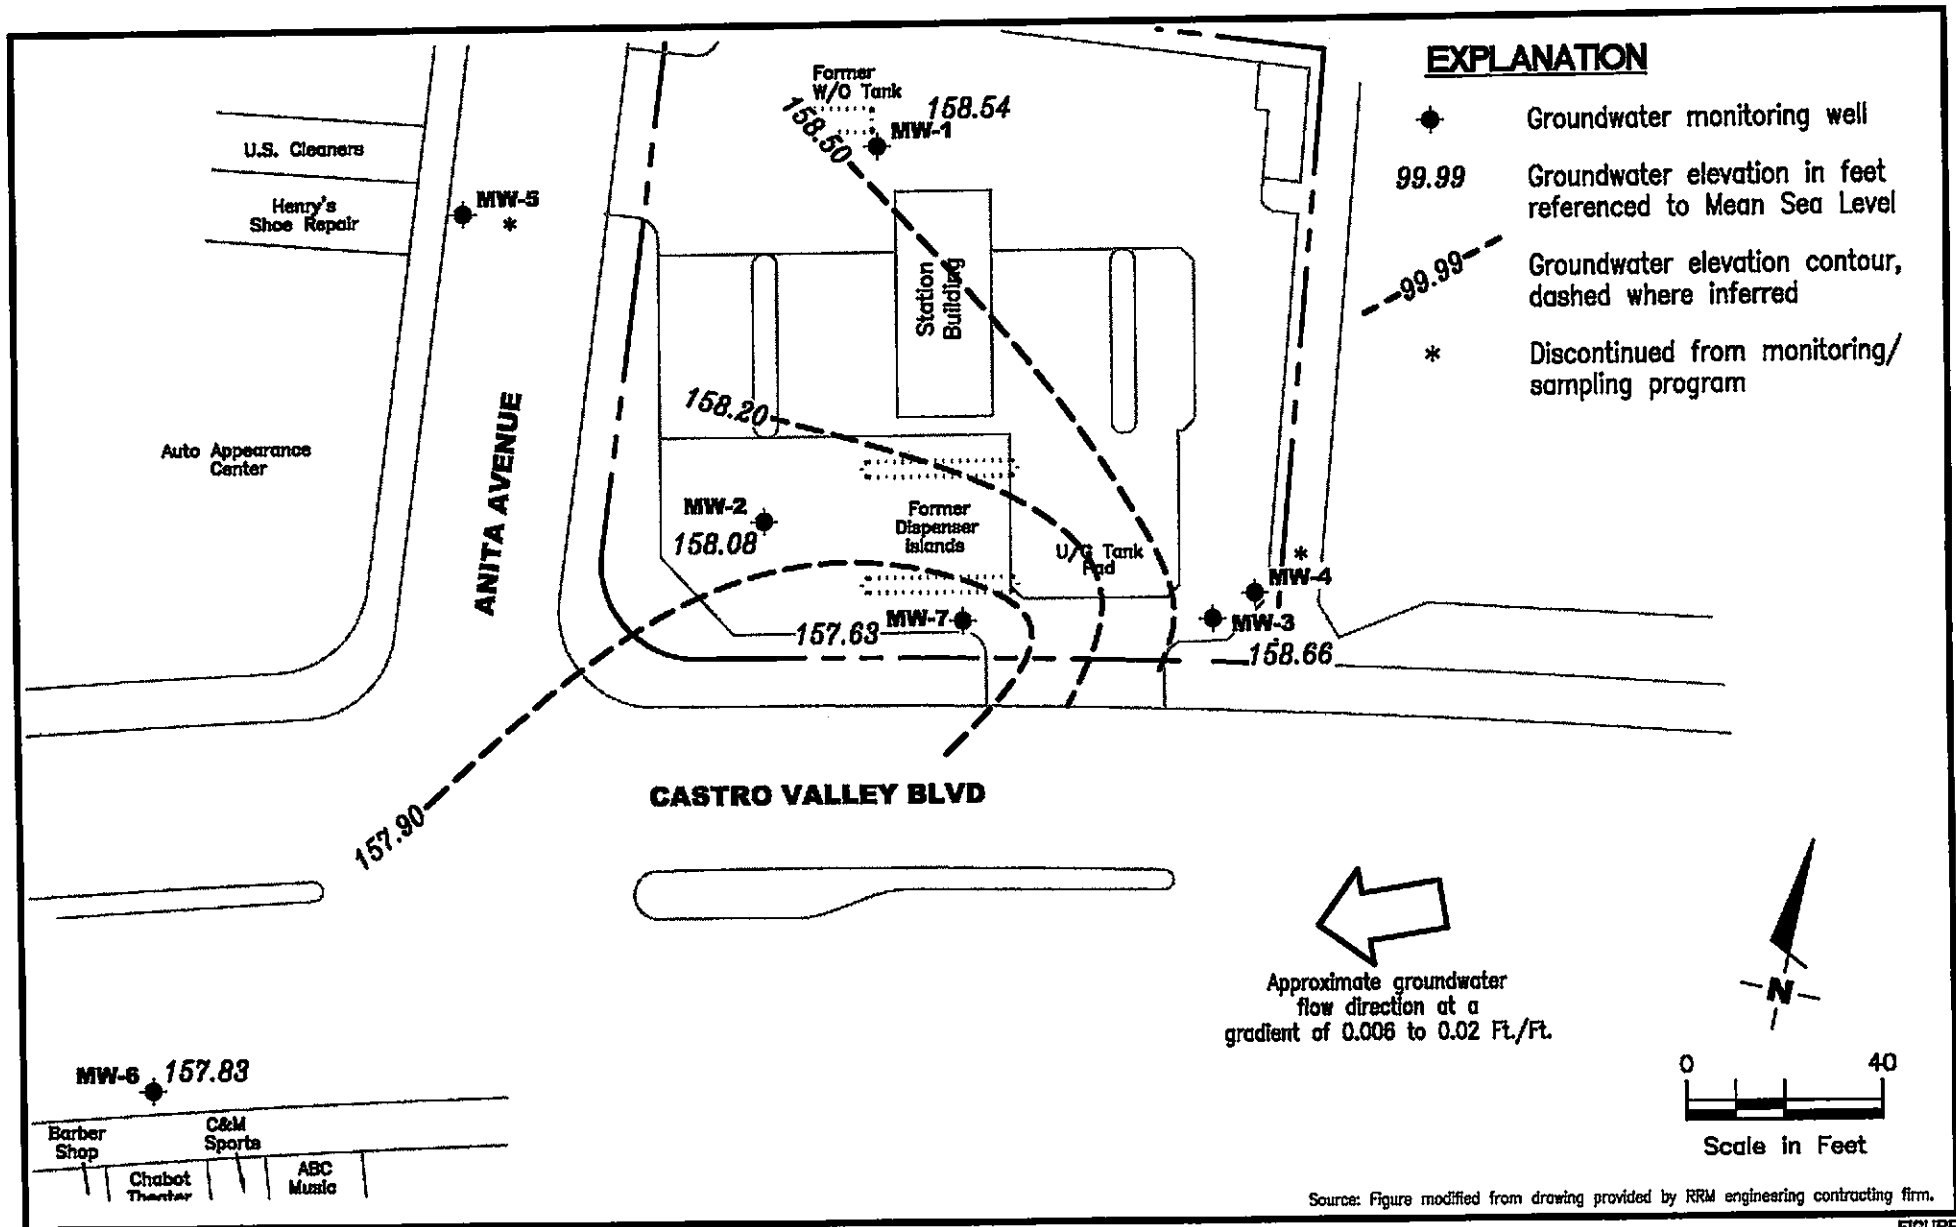 EXPLANATION
Groundwater monitoring well
99.99
Groundwater elevation in feet
referenced to Mean Sea Level
99.99
Groundwater elevation contour,
dashed where inferred
*
Discontinued from monitoring/
sampling program
Former
W/O Tank
158.54
158.50
MW-1
U.S. Cleaners
Henry's
Shoe Repair
MW-5
*
Station
Building
158.20
Auto Appearance
Center
ANITA AVENUE
MW-2
158.08
Former
Dispenser
Islands
U/G Tank
Pad
*
MW-4
MW-7
157.63
MW-3
158.66
CASTRO VALLEY BLVD
157.90
Approximate groundwater
flow direction at a
gradient of 0.006 to 0.02 Ft./Ft.
N
0 40
Scale in Feet
MW-6 157.83
Barber
Shop
C&M
Sports
Chabot
Theater
ABC
Music
Source: Figure modified from drawing provided by RRM engineering contracting firm.
FIGURE